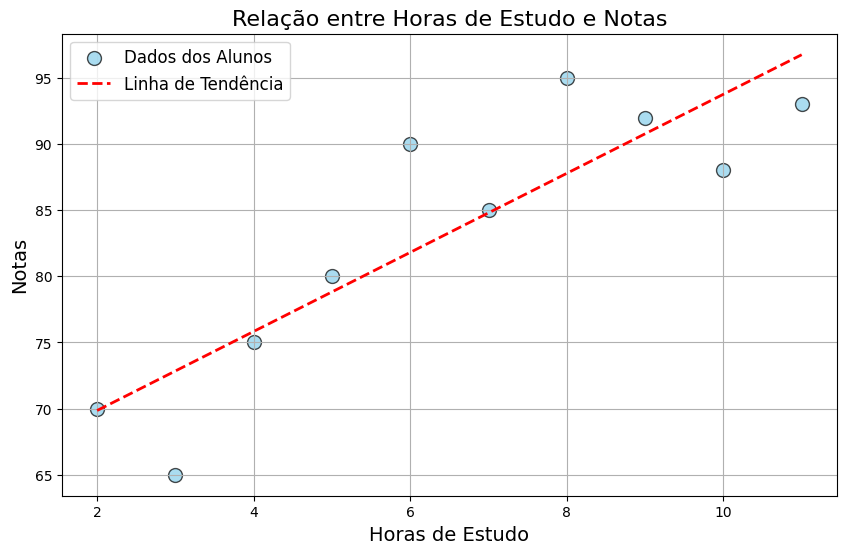 Relação entre Horas de Estudo e Notas
Dados dos Alunos
Linha de Tendência
95
90
85
80
75
70
65
Notas
2 4 6 8 10
Horas de Estudo